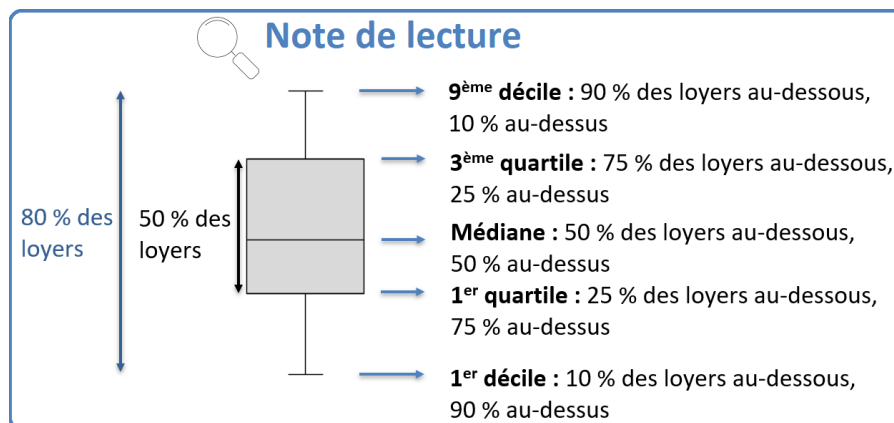 Note de lecture
9ème décile : 90 % des loyers au-dessous,
10 % au-dessus
3ème quartile : 75 % des loyers au-dessous,
25 % au-dessus
80 % des
loyers
50 % des
loyers
Médiane : 50 % des loyers au-dessous,
50 % au-dessus
1er quartile : 25 % des loyers au-dessous,
75 % au-dessus
1er décile : 10 % des loyers au-dessous,
90 % au-dessus